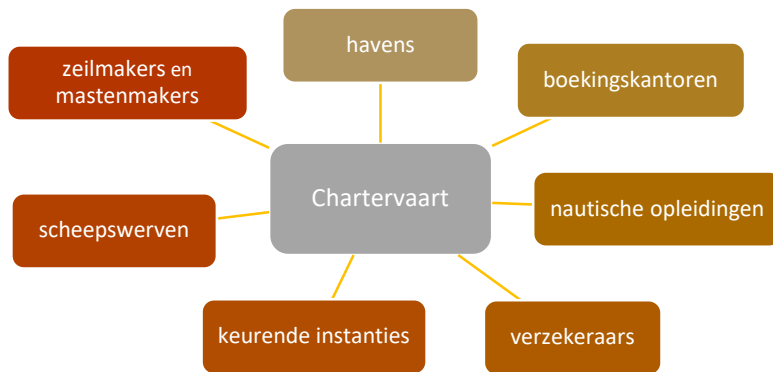 havens
zeilmakers en
mastenmakers
boekingskantoren
Chartervaart
nautische opleidingen
scheepswerven
keurende instanties
verzekeraars